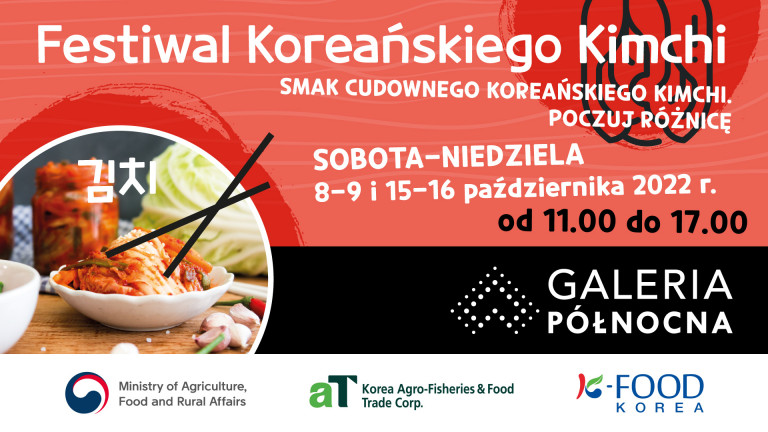 Festiwal Koreańskiego Kimchi
SMAK CUDOWNEGO KOREAŃSKIEGO KIMCHI.
POCZUJ RÓŻNICĘ
김치
SOBOTA-NIEDZIELA
8-9 i 15-16 października 2022 r.
od 11.00 do 17.00
GALERIA
PÓŁNOCNA
Ministry of Agriculture,
Food and Rural Affairs
aT Korea Agro-Fisheries & Food
Trade Corp.
K-FOOD
KOREA